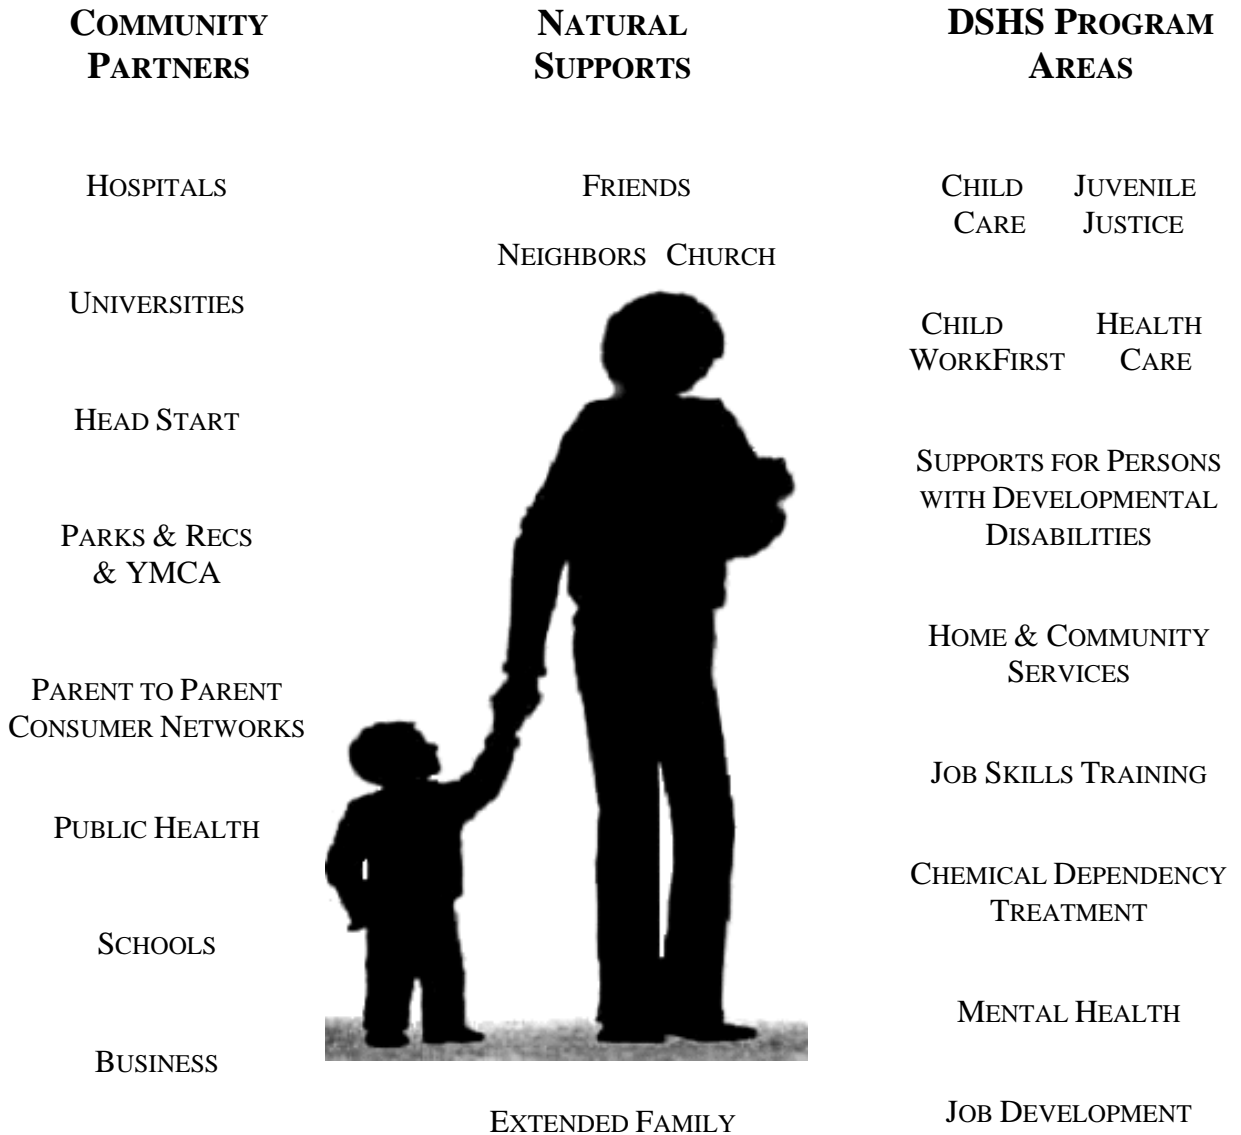 COMMUNITY
PARTNERS
HOSPITALS
UNIVERSITIES
HEAD START
PARKS & RECS
& YMCA
PARENT TO PARENT
CONSUMER NETWORKS
PUBLIC HEALTH
SCHOOLS
BUSINESS
NATURAL
SUPPORTS
FRIENDS
NEIGHBORS CHURCH
EXTENDED FAMILY
DSHS PROGRAM
AREAS
CHILD JUVENILE
CARE JUSTICE
CHILD HEALTH
WORKFIRST CARE
SUPPORTS FOR PERSONS
WITH DEVELOPMENTAL
DISABILITIES
HOME & COMMUNITY
SERVICES
JOB SKILLS TRAINING
CHEMICAL DEPENDENCY
TREATMENT
MENTAL HEALTH
JOB DEVELOPMENT